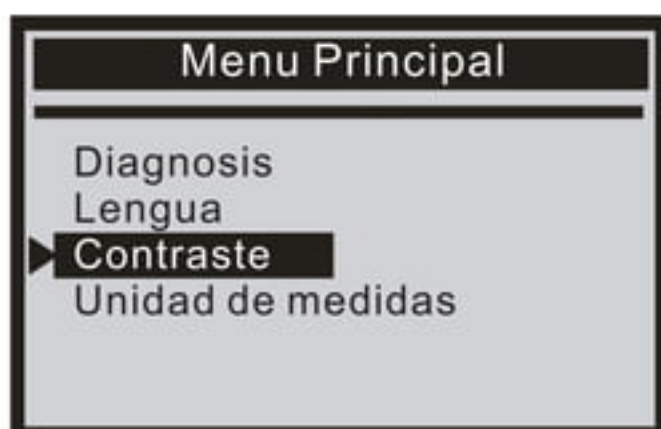 Menu Principal
Diagnosis
Lengua
Contraste
Unidad de medidas